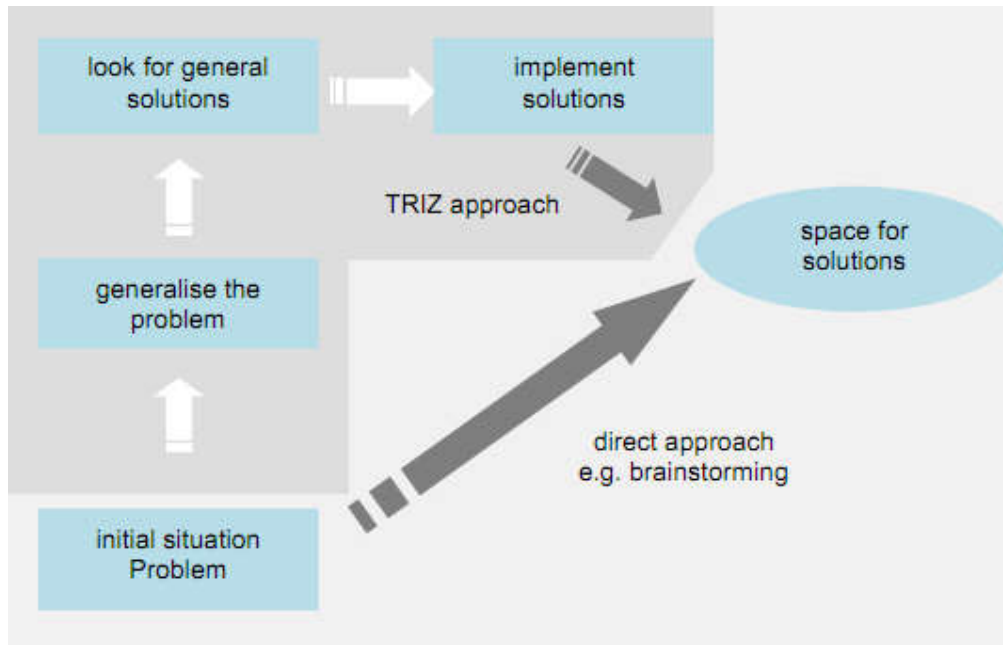 look for general
solutions
implement
solutions
TRIZ approach
space for
solutions
generalise the
problem
direct approach
e.g. brainstorming
initial situation
Problem